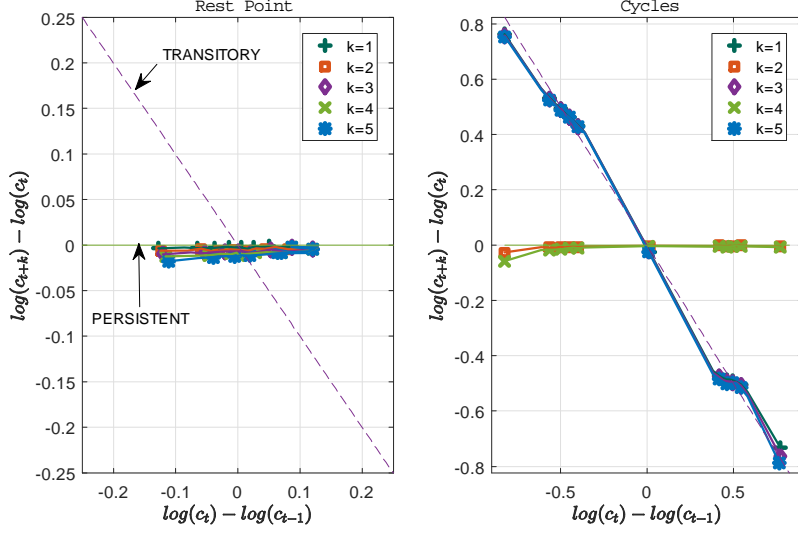 Rest Point
0.25
0.2
0.15
0.1
0.05
0
-0.05
-0.1
-0.15
-0.2
-0.25
-0.2
-0.1
0
0.1
0.2
TRANSITORY
PERSISTENT
k=1
k=2
k=3
k=4
k=5
log(c_{t+k}) − log(c_t)
log(c_t) − log(c_{t−1})
Cycles
0.8
0.6
0.4
0.2
0
-0.2
-0.4
-0.6
-0.8
-0.5
0
0.5
k=1
k=2
k=3
k=4
k=5
log(c_{t+k}) − log(c_t)
log(c_t) − log(c_{t−1})